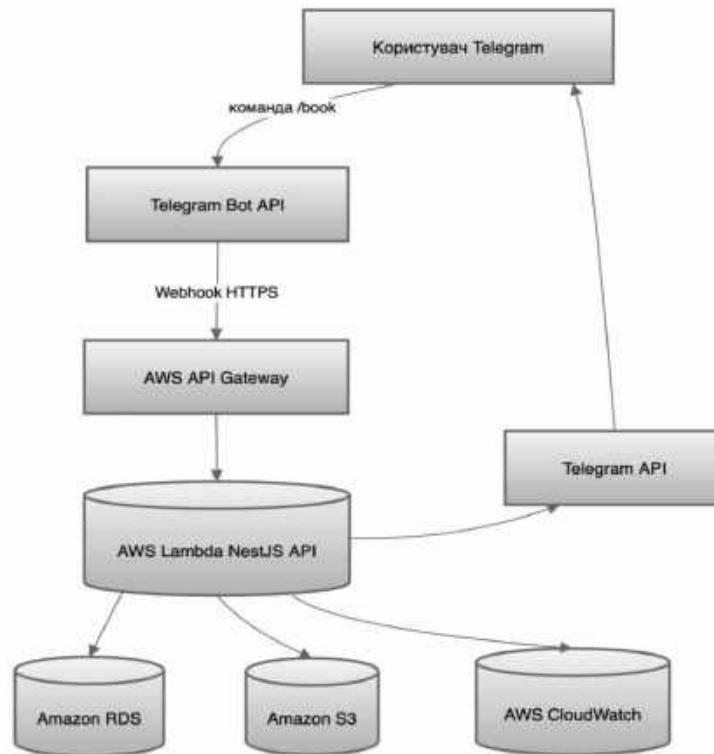 Користувач Telegram
команда /book
Telegram Bot API
Webhook HTTPS
AWS API Gateway
Telegram API
AWS Lambda NestJS API
Amazon RDS
Amazon S3
AWS CloudWatch